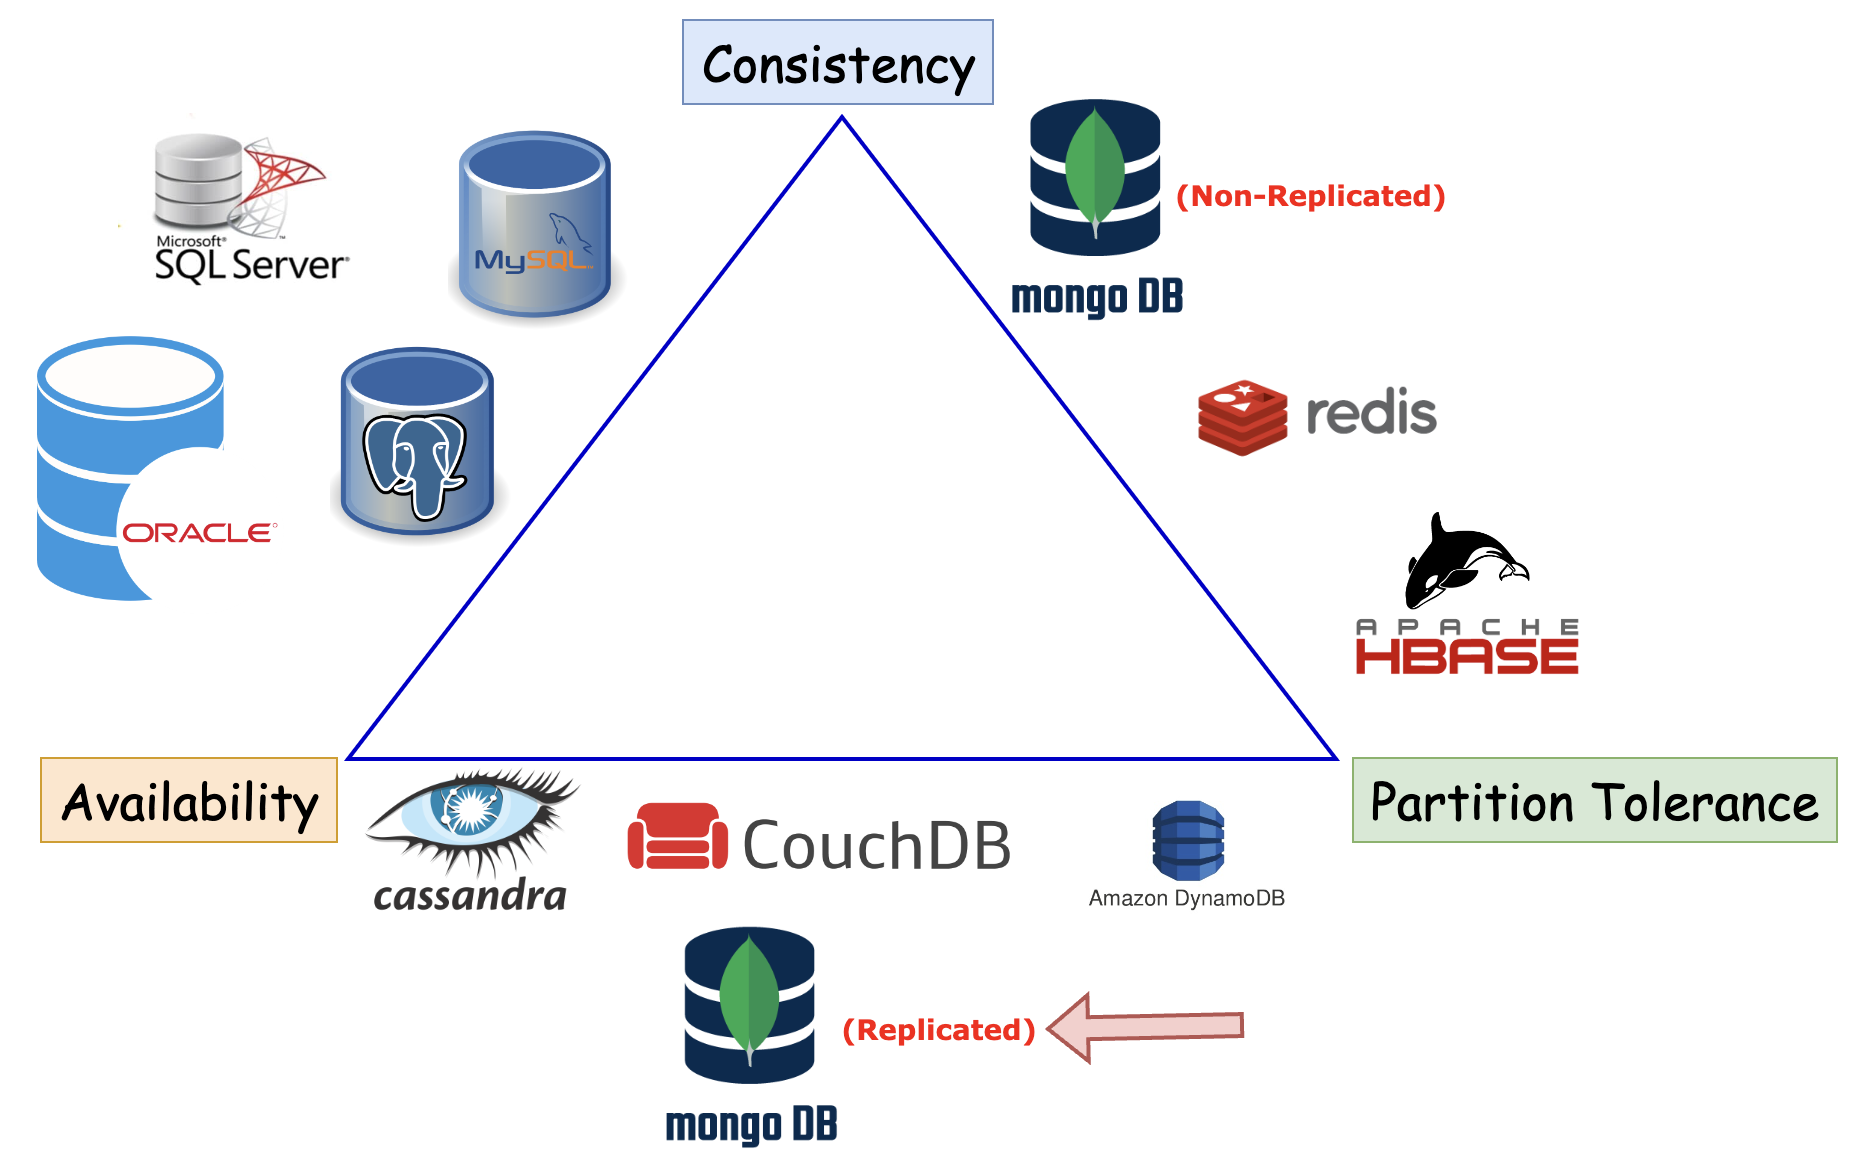 Consistency
(Non-Replicated)
mongo DB
Microsoft®
SQL Server®
MySQL™
redis
ORACLE®
APACHE
HBASE
Availability
Partition Tolerance
cassandra
CouchDB
Amazon DynamoDB
(Replicated)
mongo DB